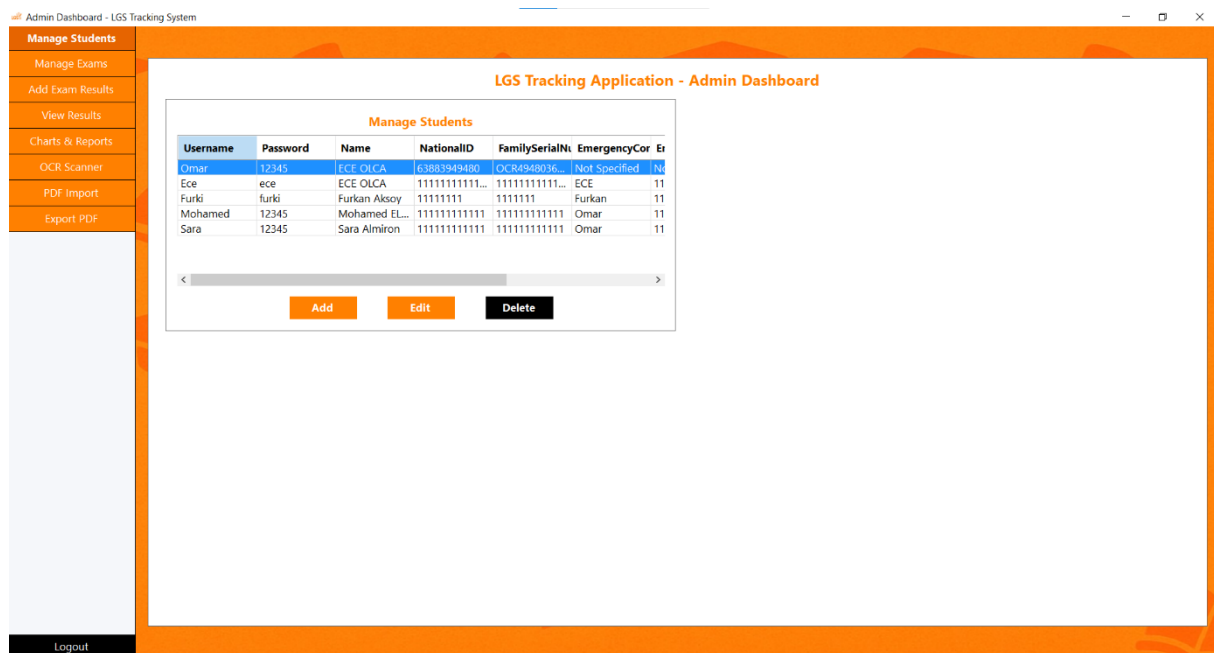 Admin Dashboard - LGS Tracking System
Manage Students
Manage Exams
Add Exam Results
View Results
Charts & Reports
OCR Scanner
PDF Import
Export PDF
Logout
LGS Tracking Application - Admin Dashboard
Manage Students
Username Password Name NationalID FamilySerialNu EmergencyCor Er
Omar 12345 ECE OLCA 63883949480 OCR4948036... Not Specified No
Ece ece ECE OLCA 11111111111... 11111111111... ECE 11
Furki furki Furkan Aksoy 11111111 1111111 Furkan 11
Mohamed 12345 Mohamed EL... 111111111111 111111111111 Omar 11
Sara 12345 Sara Almiron 111111111111 111111111111 Omar 11
Add Edit Delete